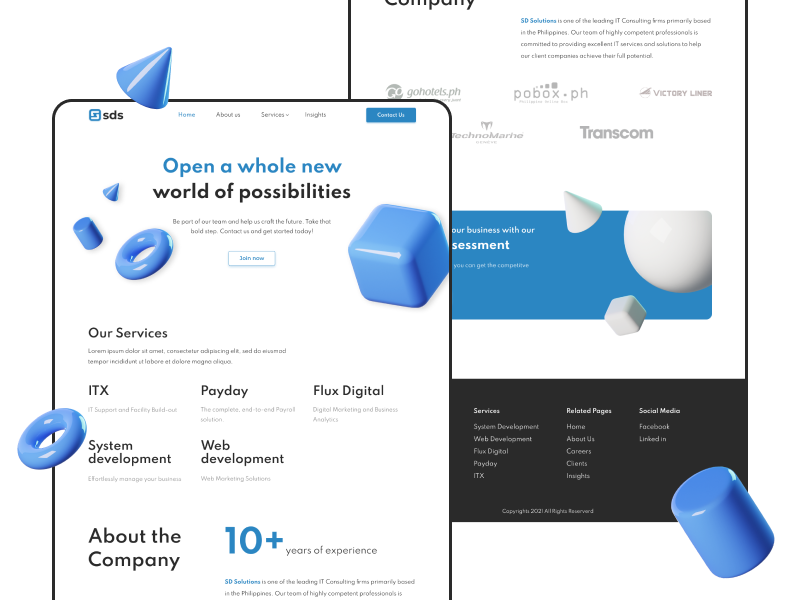 Company
SD Solutions is one of the leading IT Consulting firms primarily based
in the Philippines. Our team of highly competent professionals is
committed to providing excellent IT services and solutions to help
our client companies achieve their full potential.
gohotels.ph
pobox.ph
VICTORY LINER
TechnoMarine
Transcom
our business with our
sessment
you can get the competitive
Services
System Development
Web Development
Flux Digital
Payday
ITX
Related Pages
Home
About Us
Careers
Clients
Insights
Social Media
Facebook
Linked in
Copyrights 2021 All Rights Reserverd
sds
Home
About us
Services
Insights
Contact Us
Open a whole new
world of possibilities
Be part of our team and help us craft the future. Take that
bold step. Contact us and get started today!
Join now
Our Services
Lorem ipsum dolor sit amet, consectetur adipiscing elit, sed do eiusmod
tempor incididunt ut labore et dolore magna aliqua.
ITX
IT Support and Facility Build-out
Payday
The complete, end-to-end Payroll
solution.
Flux Digital
Digital Marketing and Business
Analytics
System
development
Effortlessly manage your business
Web
development
Web Marketing Solutions
About the
Company
10+ years of experience
SD Solutions is one of the leading IT Consulting firms primarily based
in the Philippines. Our team of highly competent professionals is